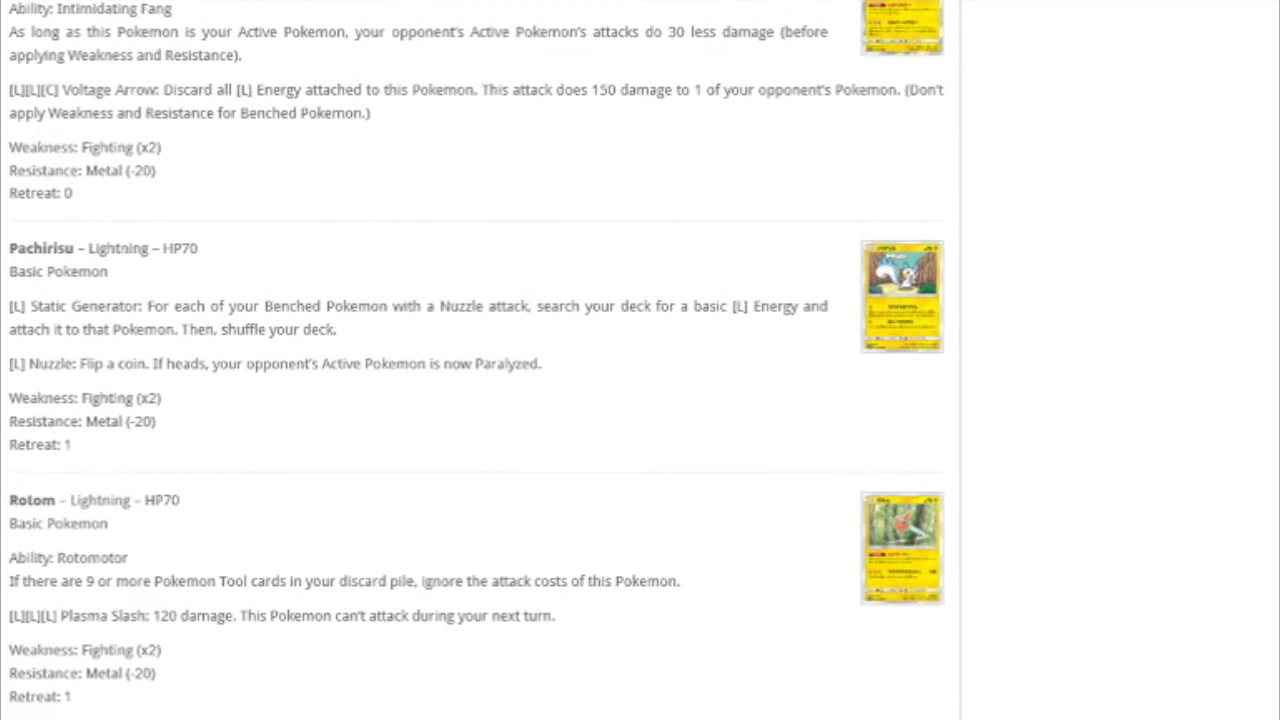 Ability: Intimidating Fang
As long as this Pokemon is your Active Pokemon, your opponent's Active Pokemon's attacks do 30 less damage (before
applying Weakness and Resistance).
[L][L][C] Voltage Arrow: Discard all [L] Energy attached to this Pokemon. This attack does 150 damage to 1 of your opponent's Pokemon. (Don't
apply Weakness and Resistance for Benched Pokemon.)
Weakness: Fighting (x2)
Resistance: Metal (-20)
Retreat: 0
Pachirisu – Lightning – HP70
Basic Pokemon
[L] Static Generator: For each of your Benched Pokemon with a Nuzzle attack, search your deck for a basic [L] Energy and
attach it to that Pokemon. Then, shuffle your deck.
[L] Nuzzle: Flip a coin. If heads, your opponent's Active Pokemon is now Paralyzed.
Weakness: Fighting (x2)
Resistance: Metal (-20)
Retreat: 1
Rotom – Lightning – HP70
Basic Pokemon
Ability: Rotomotor
If there are 9 or more Pokemon Tool cards in your discard pile, ignore the attack costs of this Pokemon.
[L][L][L] Plasma Slash: 120 damage. This Pokemon can't attack during your next turn.
Weakness: Fighting (x2)
Resistance: Metal (-20)
Retreat: 1